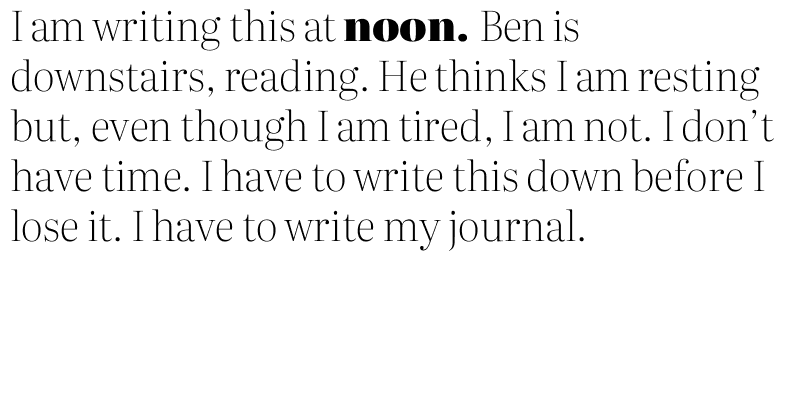 I am writing this at noon. Ben is
downstairs, reading. He thinks I am resting
but, even though I am tired, I am not. I don’t
have time. I have to write this down before I
lose it. I have to write my journal.